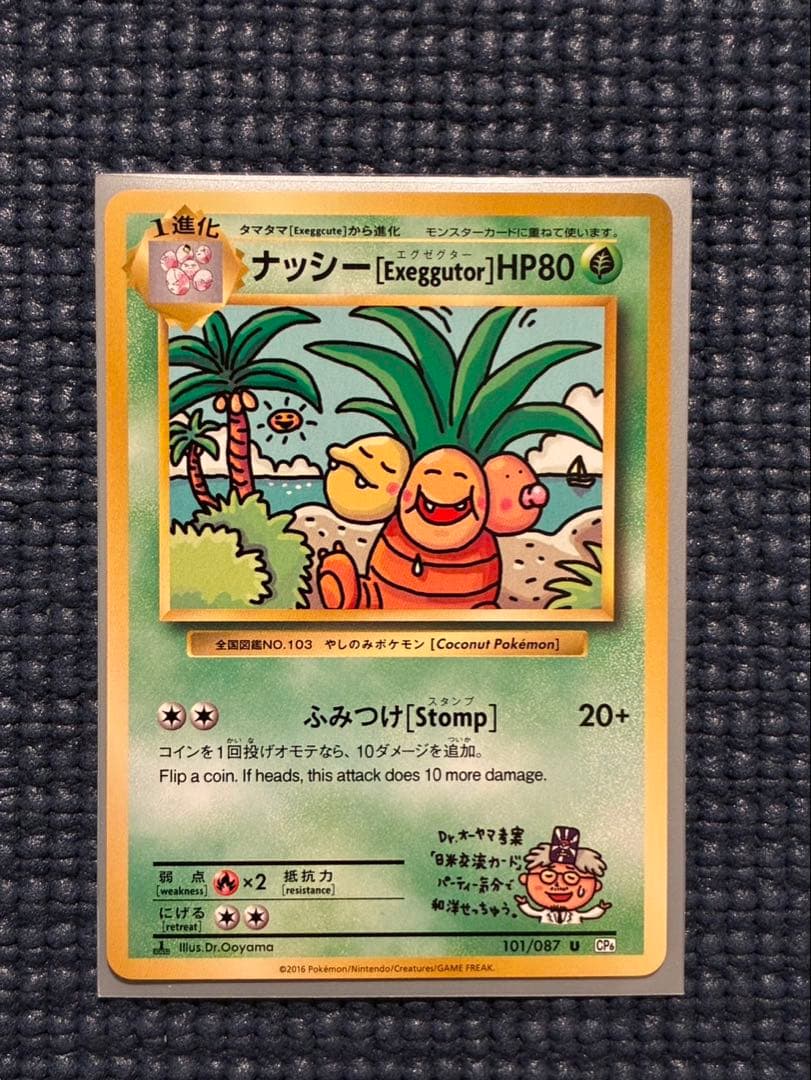 1進化
タマタマ[Exeggcute]から進化 モンスターカードに重ねて使います。
エグゼグター
ナッシー[Exeggutor]HP80
全国図鑑NO.103 やしのみポケモン [Coconut Pokémon]
スタンプ
ふみつけ[Stomp] 20+
かい な ついか
コインを1回投げオモテなら、10ダメージを追加。
Flip a coin. If heads, this attack does 10 more damage.
弱点 ×2 抵抗力
[weakness] [resistance]
にげる
[retreat]
Dr.オーヤマ考案
「日米交流カード」
パーティー気分で
和洋せっちゅう。
Illus.Dr.Ooyama 101/087 U CP6
©2016 Pokémon/Nintendo/Creatures/GAME FREAK.